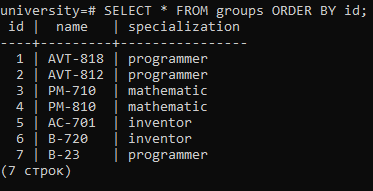 university=# SELECT * FROM groups ORDER BY id;
 id |  name   | specialization
----+---------+----------------
  1 | AVT-818 | programmer
  2 | AVT-812 | programmer
  3 | PM-710  | mathematic
  4 | PM-810  | mathematic
  5 | AC-701  | inventor
  6 | B-720   | inventor
  7 | B-23    | programmer
(7 строк)